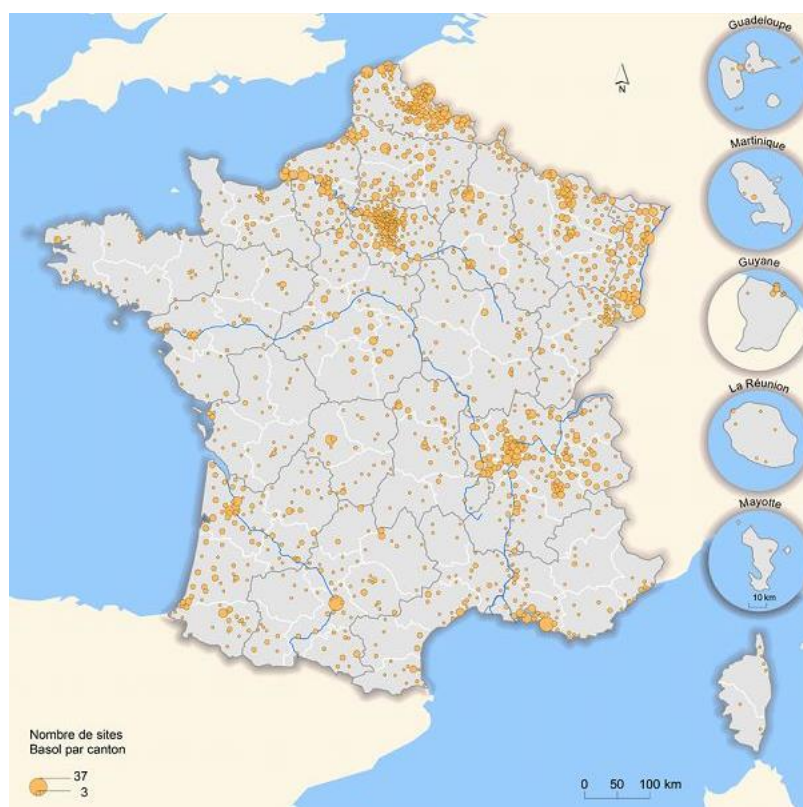 Guadeloupe
N
Martinique
Guyane
La Réunion
Mayotte
10 km
Nombre de sites
Basol par canton
37
3
0 50 100 km